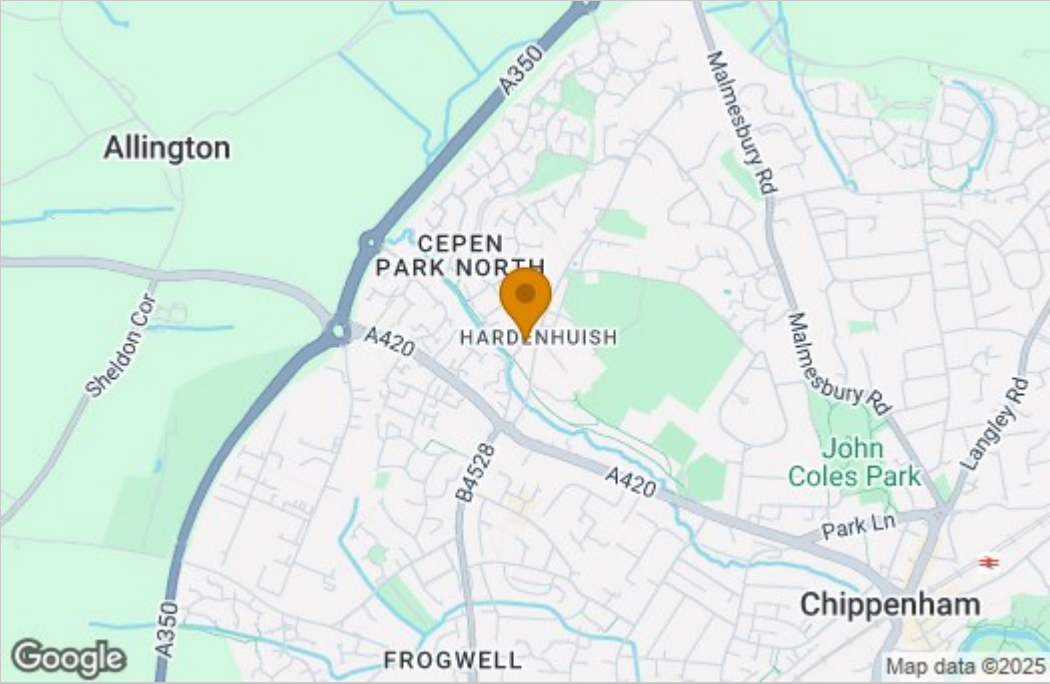 A350
Malmesbury Rd
Allington
CEPEN
PARK NORTH
Sheldon Cor
A420
HARDENHUISH
Malmesbury Rd
Langley Rd
John
Coles Park
B4528
A420
Park Ln
Chippenham
A350
FROGWELL
Google
Map data ©2025